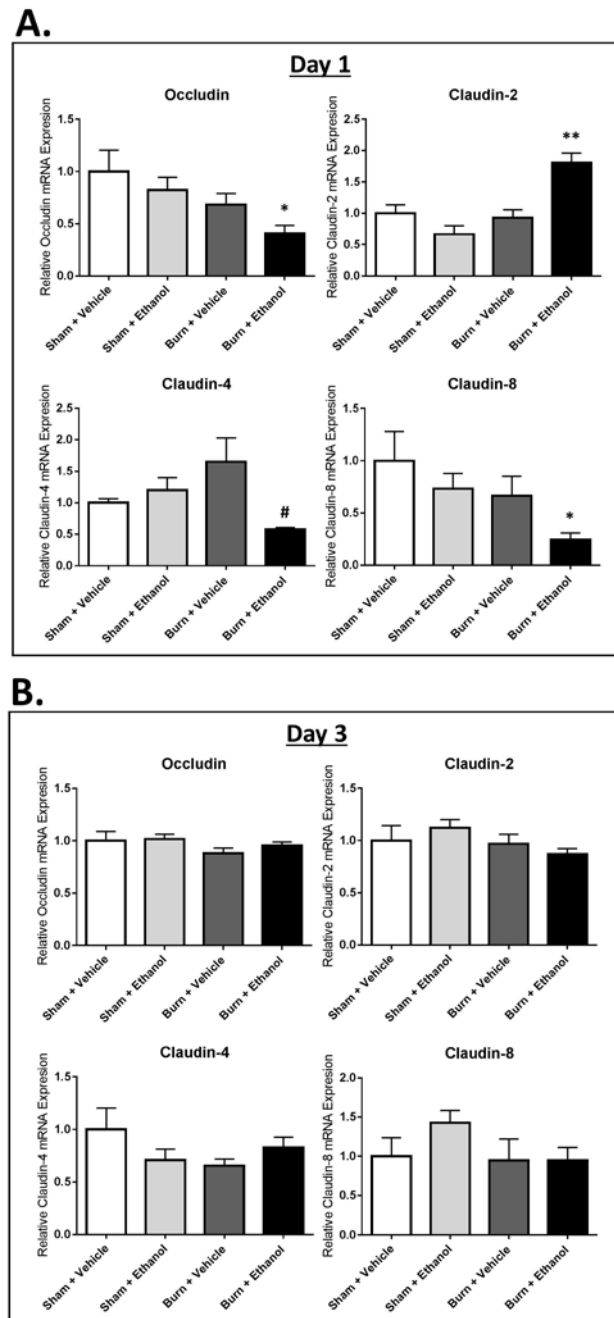 A.
Day 1
Occludin
Relative Occludin mRNA Expresion
1.5
1.0
0.5
0.0
*
Sham + Vehicle
Sham + Ethanol
Burn + Vehicle
Burn + Ethanol
Claudin-2
Relative Claudin-2 mRNA Expresion
2.5
2.0
1.5
1.0
0.5
0.0
**
Sham + Vehicle
Sham + Ethanol
Burn + Vehicle
Burn + Ethanol
Claudin-4
Relative Claudin-4 mRNA Expresion
2.5
2.0
1.5
1.0
0.5
0.0
#
Sham + Vehicle
Sham + Ethanol
Burn + Vehicle
Burn + Ethanol
Claudin-8
Relative Claudin-8 mRNA Expresion
1.5
1.0
0.5
0.0
*
Sham + Vehicle
Sham + Ethanol
Burn + Vehicle
Burn + Ethanol
B.
Day 3
Occludin
Relative Occludin mRNA Expresion
1.5
1.0
0.5
0.0
Sham + Vehicle
Sham + Ethanol
Burn + Vehicle
Burn + Ethanol
Claudin-2
Relative Claudin-2 mRNA Expresion
1.5
1.0
0.5
0.0
Sham + Vehicle
Sham + Ethanol
Burn + Vehicle
Burn + Ethanol
Claudin-4
Relative Claudin-4 mRNA Expresion
1.5
1.0
0.5
0.0
Sham + Vehicle
Sham + Ethanol
Burn + Vehicle
Burn + Ethanol
Claudin-8
Relative Claudin-8 mRNA Expresion
2.0
1.5
1.0
0.5
0.0
Sham + Vehicle
Sham + Ethanol
Burn + Vehicle
Burn + Ethanol